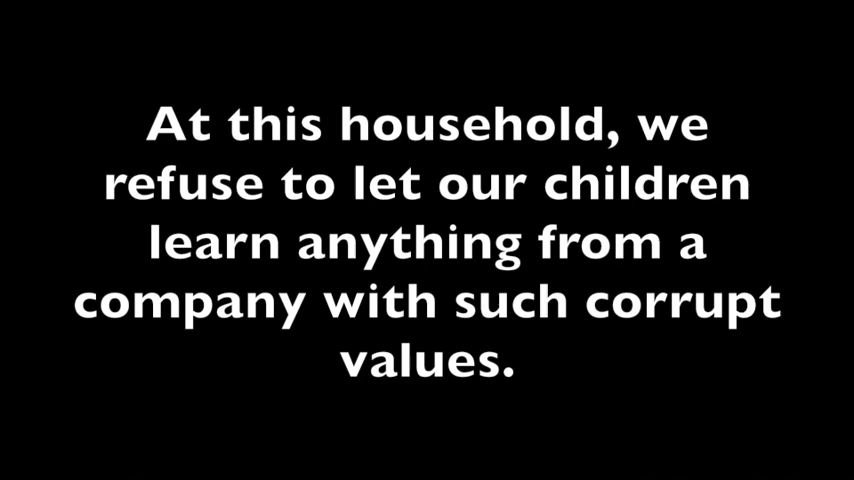 At this household, we
refuse to let our children
learn anything from a
company with such corrupt
values.